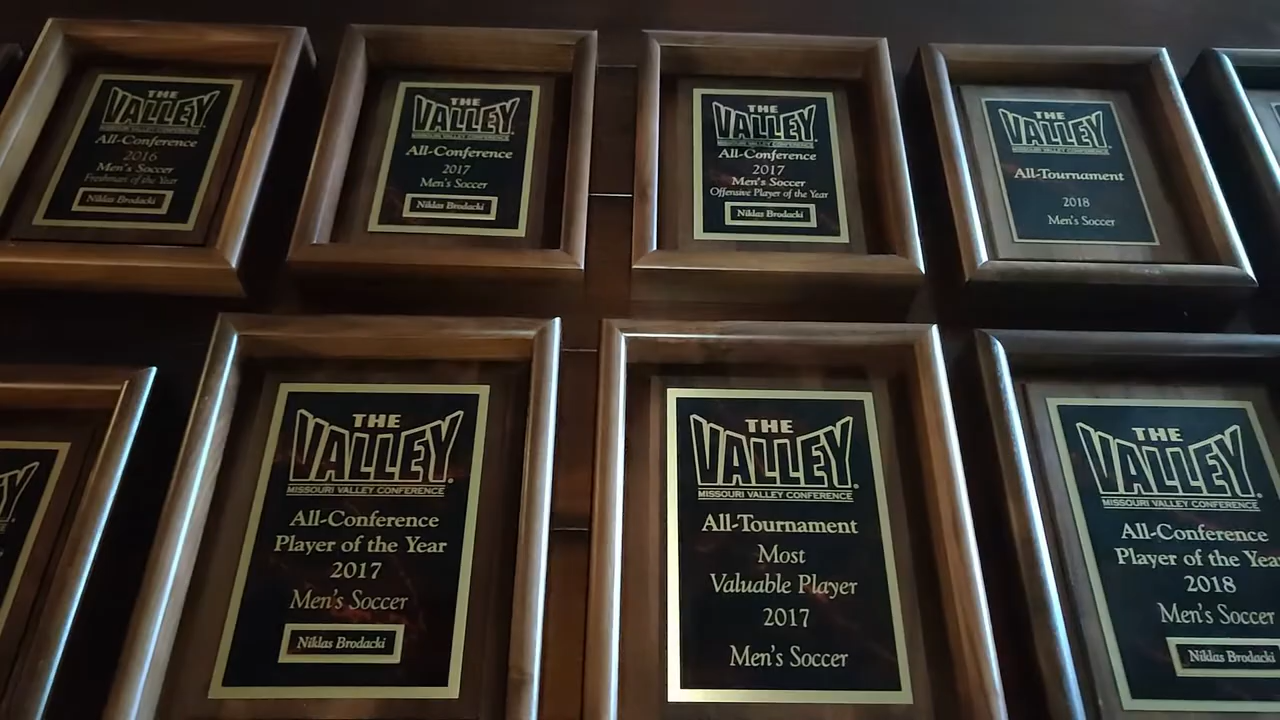 THE
VALLEY
MISSOURI VALLEY CONFERENCE
All-Conference
2016
Men's Soccer
Freshman of the Year
Niklas Brodacki
THE
VALLEY
MISSOURI VALLEY CONFERENCE
All-Conference
2017
Men's Soccer
Niklas Brodacki
THE
VALLEY
MISSOURI VALLEY CONFERENCE
All-Conference
2017
Men's Soccer
Offensive Player of the Year
Niklas Brodacki
THE
VALLEY
MISSOURI VALLEY CONFERENCE
All-Tournament
2018
Men's Soccer
THE
VALLEY
MISSOURI VALLEY CONFERENCE
All-Conference
Player of the Year
2017
Men's Soccer
Niklas Brodacki
THE
VALLEY
MISSOURI VALLEY CONFERENCE
All-Tournament
Most
Valuable Player
2017
Men's Soccer
THE
VALLEY
MISSOURI VALLEY CONFERENCE
All-Conference
Player of the Year
2018
Men's Soccer
Niklas Brodacki